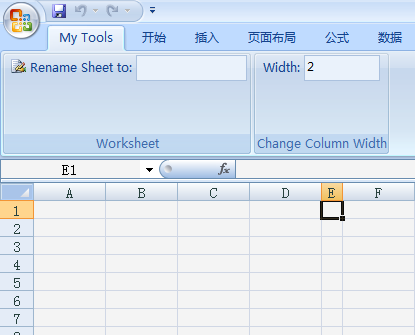 My Tools 开始 插入 页面布局 公式 数据
Rename Sheet to: Width: 2
Worksheet Change Column Width
E1 fx
A B C D E F
1
2
3
4
5
6
7